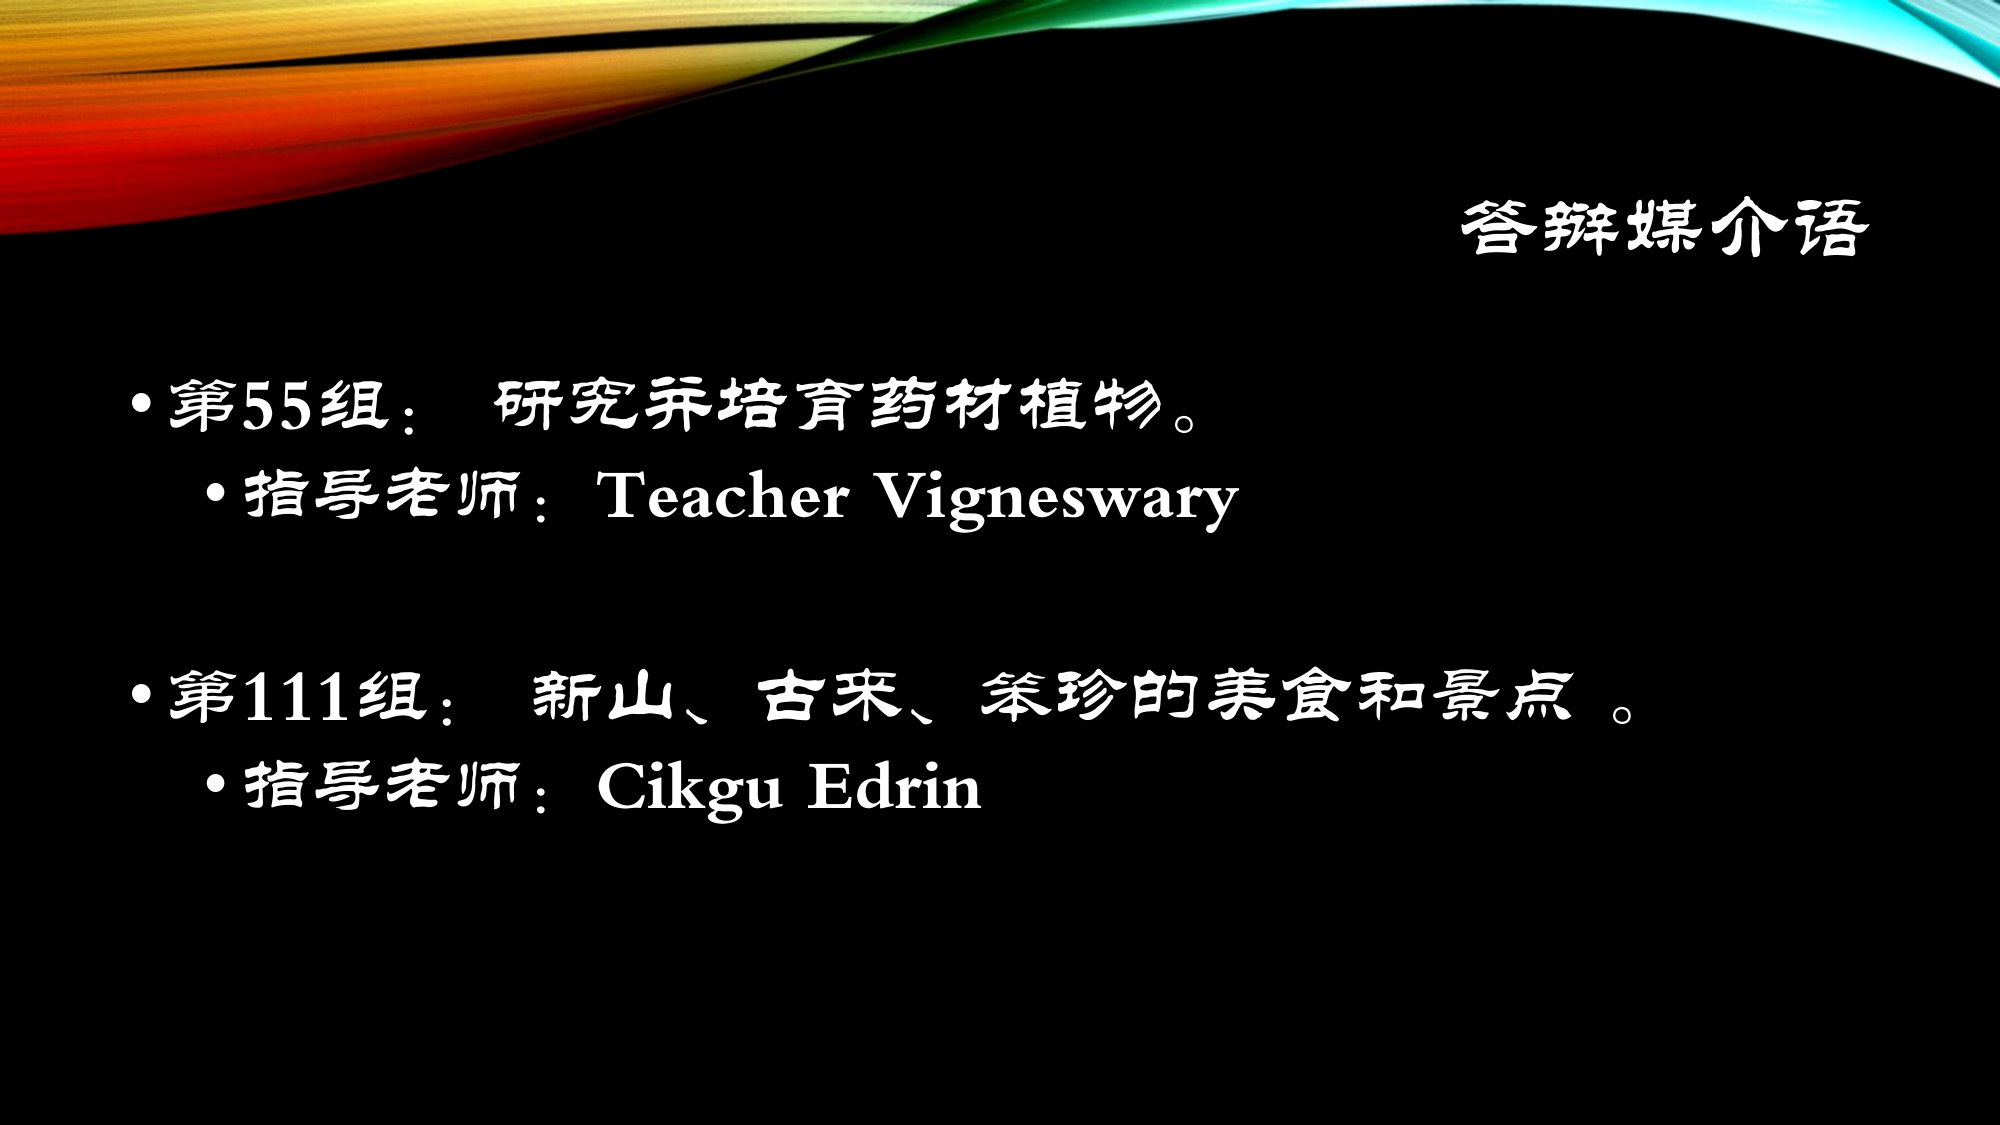 答辩媒介语
• 第55组： 研究并培育药材植物。
• 指导老师：Teacher Vigneswary
• 第111组： 新山、古来、笨珍的美食和景点 。
• 指导老师：Cikgu Edrin